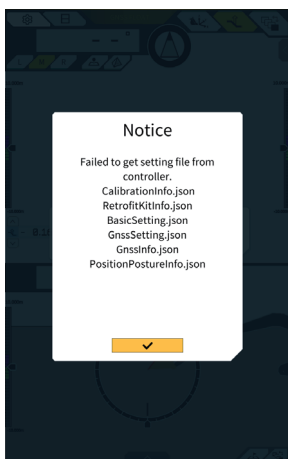 Notice
Failed to get setting file from
controller.
CalibrationInfo.json
RetrofitKitInfo.json
BasicSetting.json
GnssSetting.json
GnssInfo.json
PositionPostureInfo.json